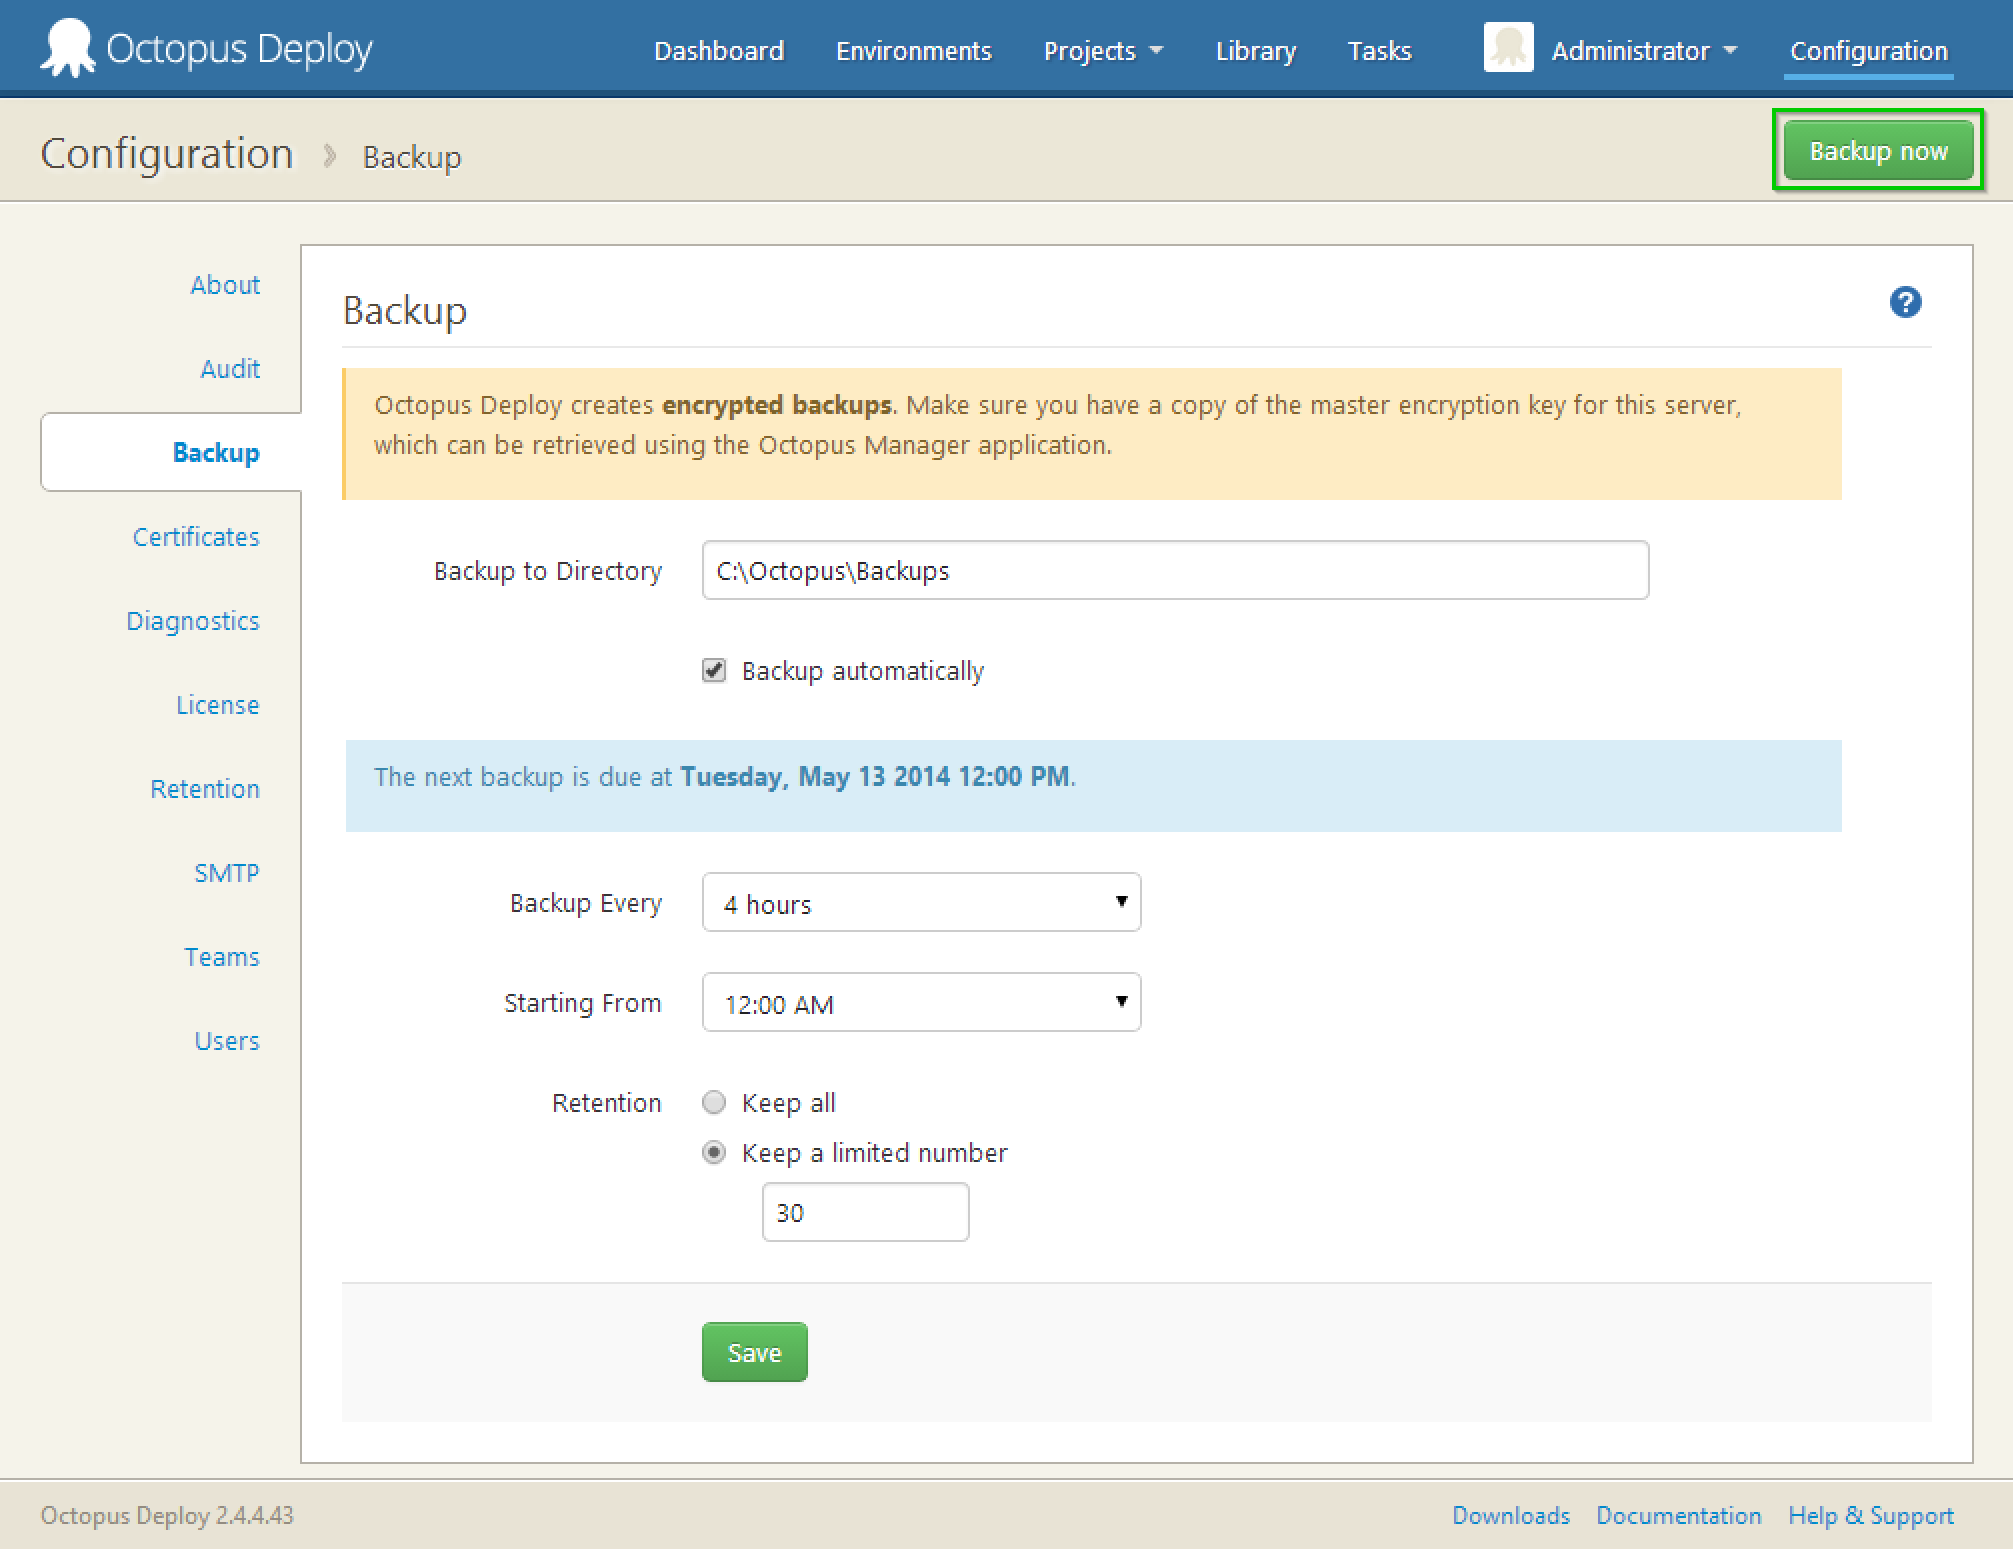 Octopus Deploy
Dashboard
Environments
Projects
Library
Tasks
Administrator
Configuration
Configuration
Backup
Backup now
About
Audit
Backup
Certificates
Diagnostics
License
Retention
SMTP
Teams
Users
Backup
?
Octopus Deploy creates encrypted backups. Make sure you have a copy of the master encryption key for this server,
which can be retrieved using the Octopus Manager application.
Backup to Directory
C:\Octopus\Backups
Backup automatically
The next backup is due at Tuesday, May 13 2014 12:00 PM.
Backup Every
4 hours
Starting From
12:00 AM
Retention
Keep all
Keep a limited number
30
Save
Octopus Deploy 2.4.4.43
Downloads
Documentation
Help & Support